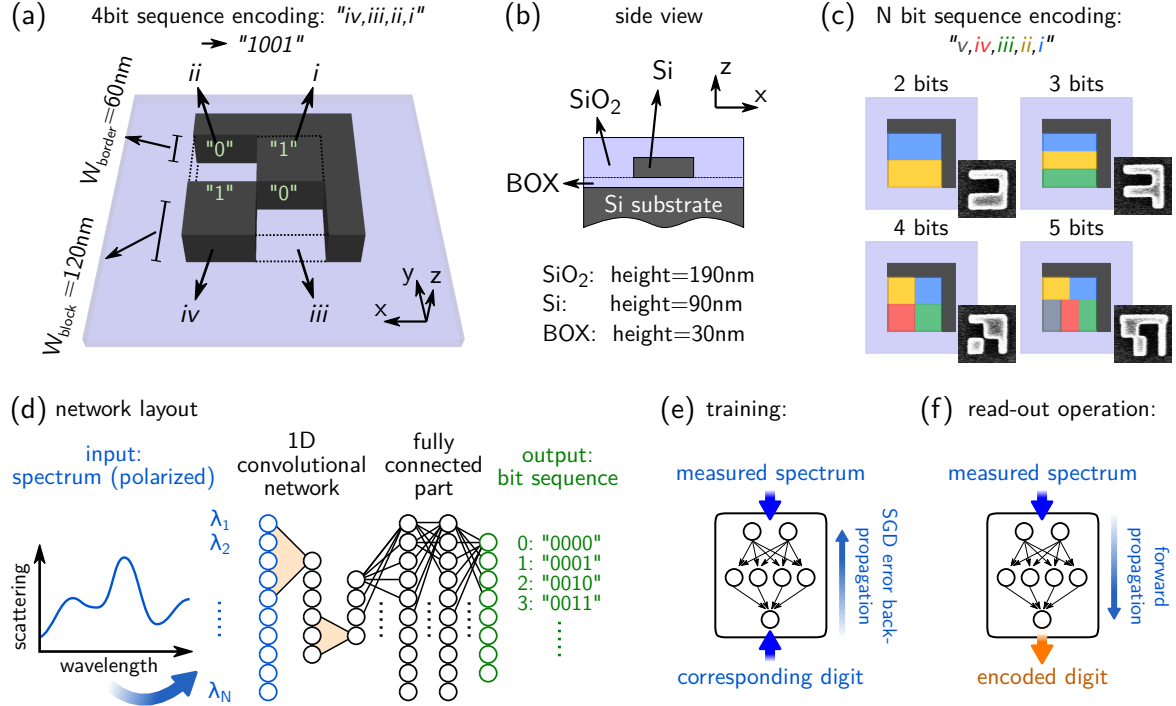 (a)
4bit sequence encoding: "iv,iii,ii,i"
→ "1001"
ii
i
W_border=60nm
"0"
"1"
"1"
"0"
W_block=120nm
iv
iii
x
y
z
(b)
side view
SiO₂
Si
z
x
BOX
Si substrate
SiO₂: height=190nm
Si: height=90nm
BOX: height=30nm
(c)
N bit sequence encoding:
"v,iv,iii,ii,i"
2 bits
3 bits
4 bits
5 bits
(d)
network layout
input:
spectrum (polarized)
1D
convolutional
network
fully
connected
part
output:
bit sequence
λ₁
λ₂
λ_N
scattering
wavelength
0: "0000"
1: "0001"
2: "0010"
3: "0011"
(e)
training:
measured spectrum
SGD error back-
propagation
corresponding digit
(f)
read-out operation:
measured spectrum
forward
propagation
encoded digit